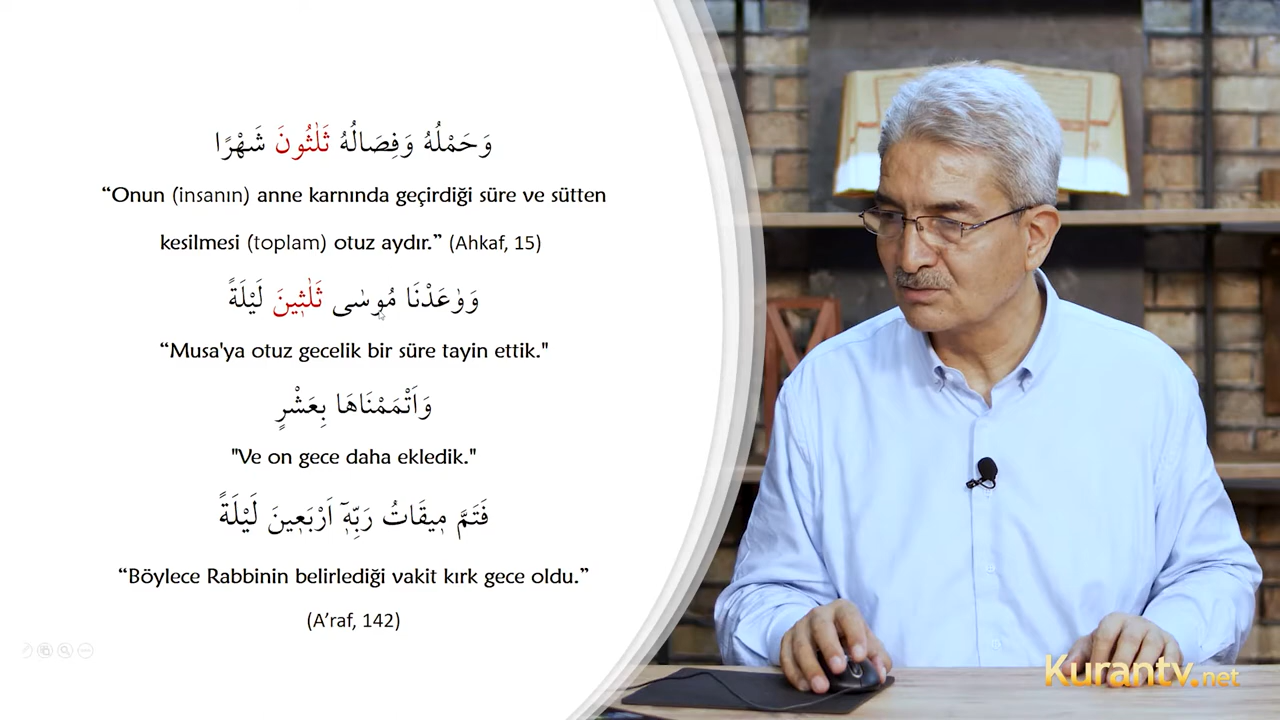 وَحَمْلُهُ وَفِصَالُهُ ثَلٰثُونَ شَهْرًا
“Onun (insanın) anne karnında geçirdiği süre ve sütten
kesilmesi (toplam) otuz aydır.” (Ahkaf, 15)
وَوٰعَدْنَا مُوسٰى ثَلٰث۪ينَ لَيْلَةً
“Musa'ya otuz gecelik bir süre tayin ettik."
وَاَتْمَمْنَاهَا بِعَشْرٍ
"Ve on gece daha ekledik."
فَتَمَّ م۪يقَاتُ رَبِّه۪ٓ اَرْبَع۪ينَ لَيْلَةً
“Böylece Rabbinin belirlediği vakit kırk gece oldu.”
(A’raf, 142)
Kurantv.net